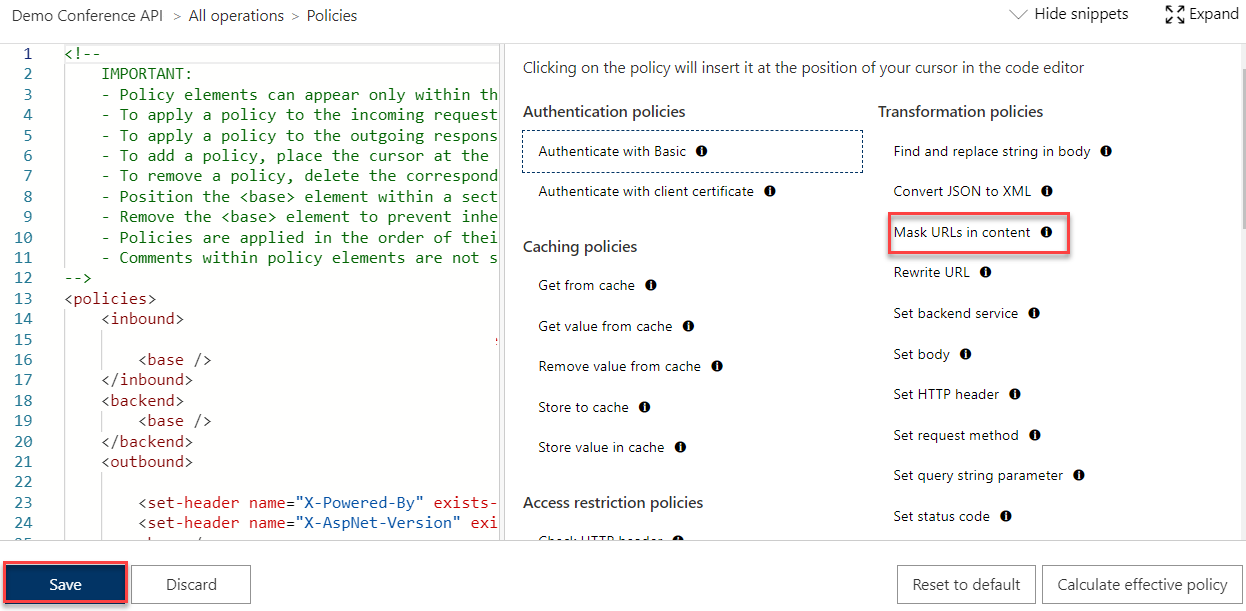 Demo Conference API > All operations > Policies
Hide snippets
Expand
1 <!--
2 IMPORTANT:
3 - Policy elements can appear only within th
4 - To apply a policy to the incoming request
5 - To apply a policy to the outgoing respons
6 - To add a policy, place the cursor at the
7 - To remove a policy, delete the correspond
8 - Position the <base> element within a sect
9 - Remove the <base> element to prevent inhe
10 - Policies are applied in the order of thei
11 - Comments within policy elements are not s
12 -->
13 <policies>
14 <inbound>
15
16 <base />
17 </inbound>
18 <backend>
19 <base />
20 </backend>
21 <outbound>
22
23 <set-header name="X-Powered-By" exists-
24 <set-header name="X-AspNet-Version" exi
Clicking on the policy will insert it at the position of your cursor in the code editor
Authentication policies
Authenticate with Basic
Authenticate with client certificate
Caching policies
Get from cache
Get value from cache
Remove value from cache
Store to cache
Store value in cache
Access restriction policies
Check HTTP header
Transformation policies
Find and replace string in body
Convert JSON to XML
Mask URLs in content
Rewrite URL
Set backend service
Set body
Set HTTP header
Set request method
Set query string parameter
Set status code
Save
Discard
Reset to default
Calculate effective policy